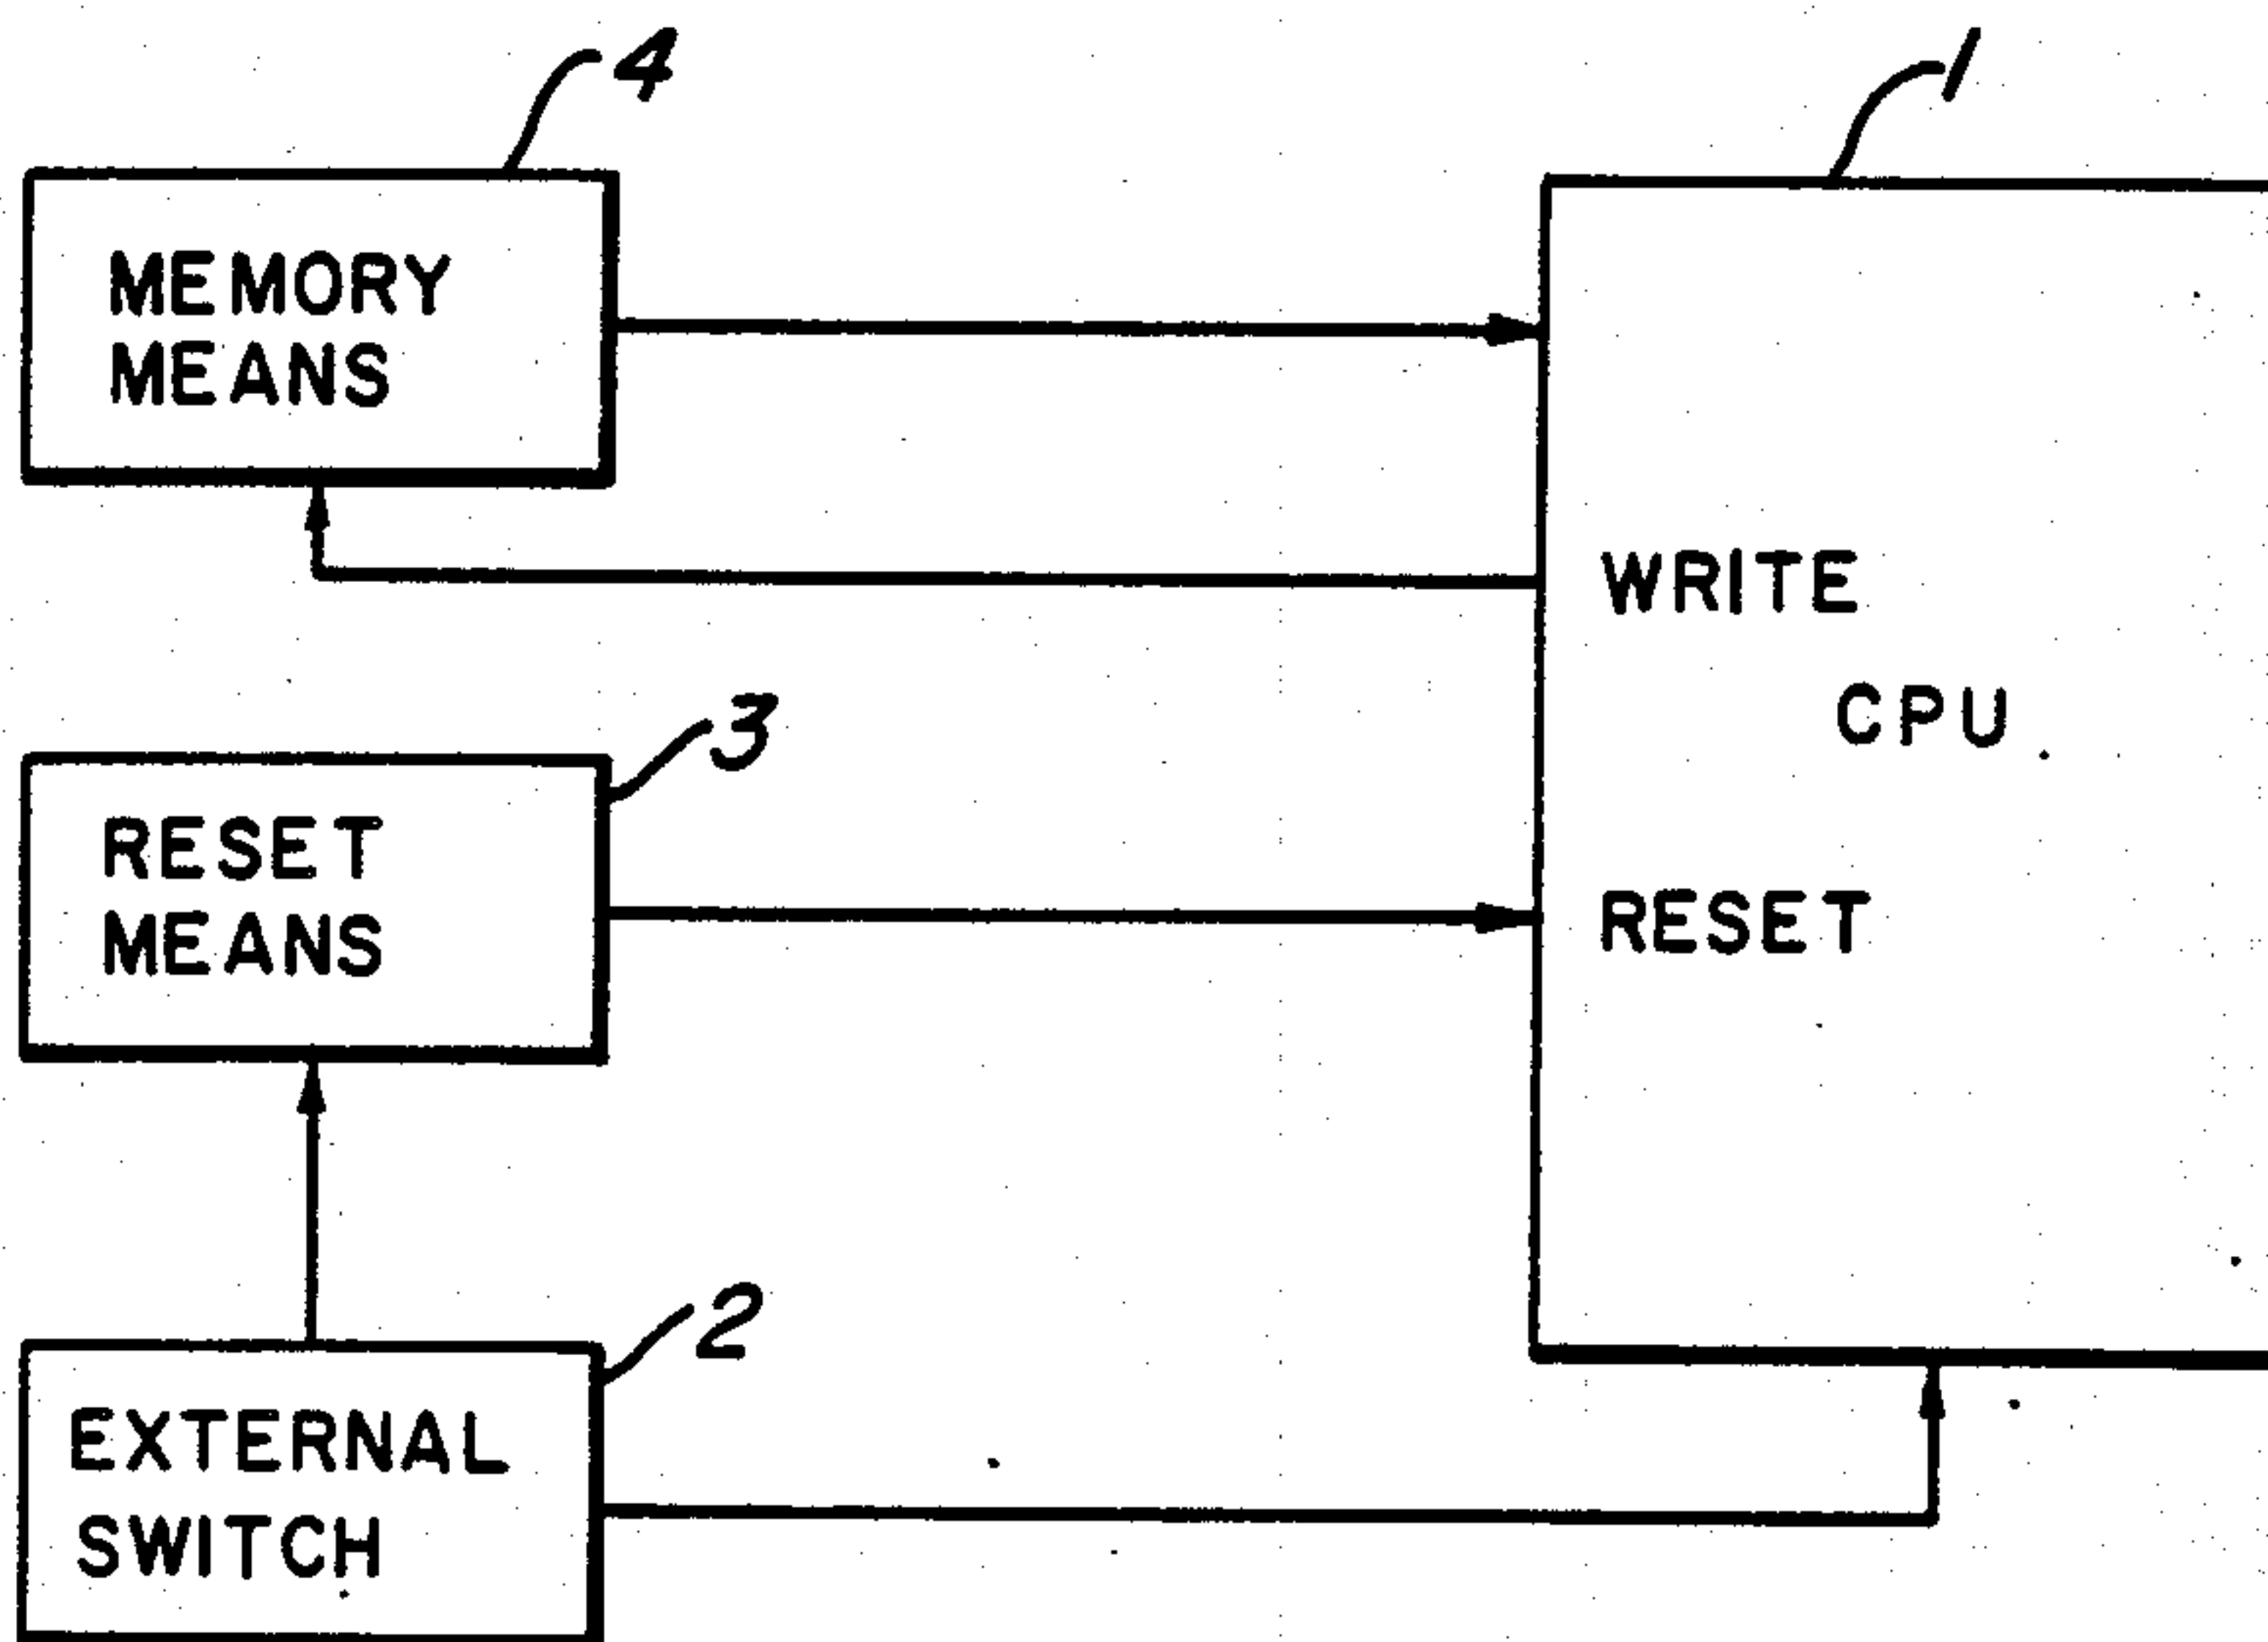 4
1
MEMORY
MEANS
WRITE
CPU
3
RESET
MEANS
RESET
2
EXTERNAL
SWITCH